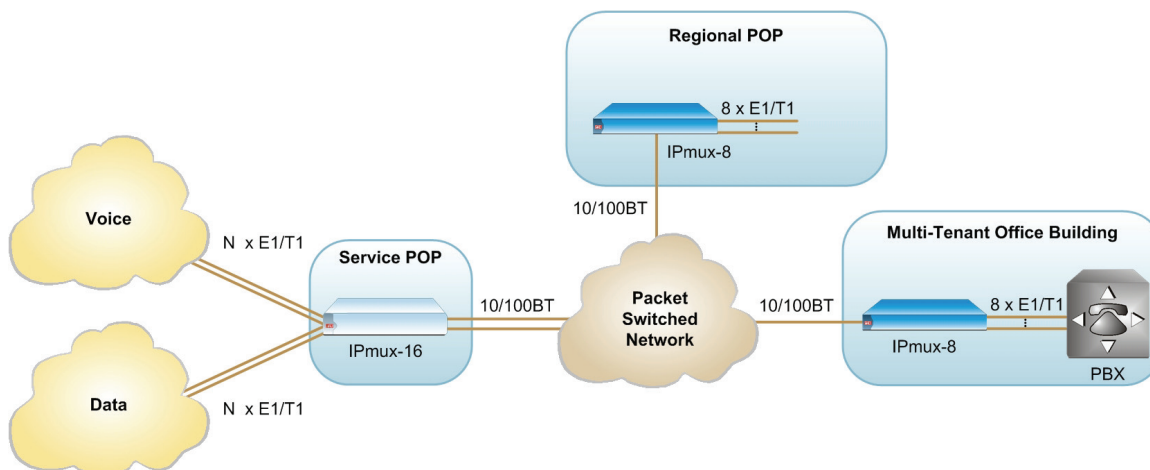 Regional POP
8 x E1/T1
IPmux-8
10/100BT
Voice
N x E1/T1
Service POP
IPmux-16
10/100BT
Packet
Switched
Network
10/100BT
Multi-Tenant Office Building
8 x E1/T1
IPmux-8
PBX
Data
N x E1/T1